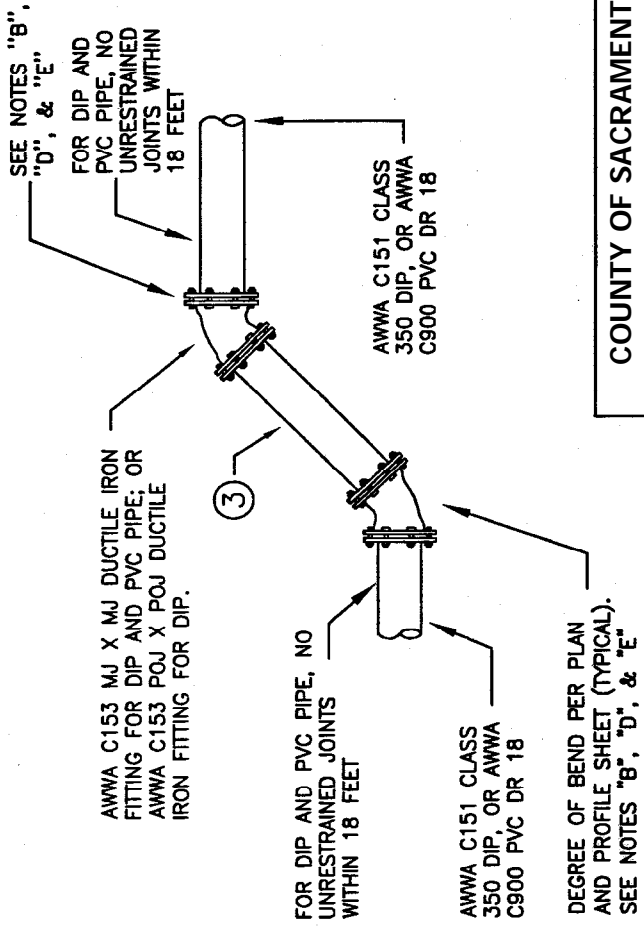 SEE NOTES "B",
"D", & "E"
FOR DIP AND
PVC PIPE, NO
UNRESTRAINED
JOINTS WITHIN
18 FEET
AWWA C153 MJ X MJ DUCTILE IRON
FITTING FOR DIP AND PVC PIPE; OR
AWWA C153 POJ X POJ DUCTILE
IRON FITTING FOR DIP.
3
AWWA C151 CLASS
350 DIP, OR AWWA
C900 PVC DR 18
FOR DIP AND PVC PIPE, NO
UNRESTRAINED JOINTS
WITHIN 18 FEET
AWWA C151 CLASS
350 DIP, OR AWWA
C900 PVC DR 18
DEGREE OF BEND PER PLAN
AND PROFILE SHEET (TYPICAL).
SEE NOTES "B", "D", & "E"
COUNTY OF SACRAMENT